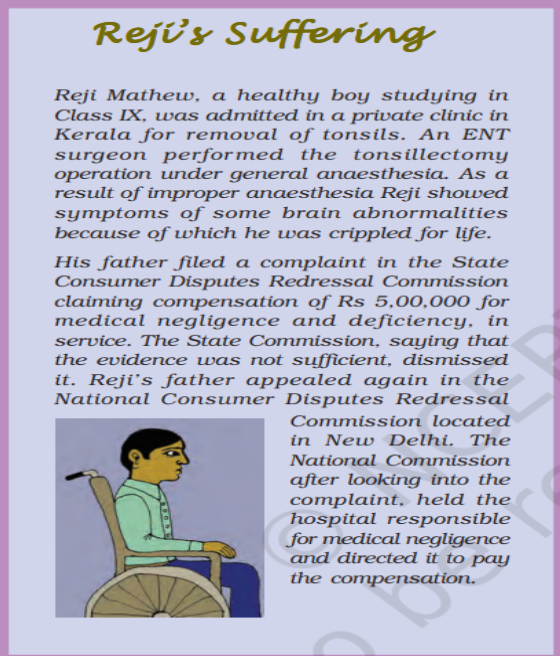 Reji's Suffering
Reji Mathew, a healthy boy studying in
Class IX, was admitted in a private clinic in
Kerala for removal of tonsils. An ENT
surgeon performed the tonsillectomy
operation under general anaesthesia. As a
result of improper anaesthesia Reji showed
symptoms of some brain abnormalities
because of which he was crippled for life.
His father filed a complaint in the State
Consumer Disputes Redressal Commission
claiming compensation of Rs 5,00,000 for
medical negligence and deficiency, in
service. The State Commission, saying that
the evidence was not sufficient, dismissed
it. Reji's father appealed again in the
National Consumer Disputes Redressal
Commission located
in New Delhi. The
National Commission
after looking into the
complaint, held the
hospital responsible
for medical negligence
and directed it to pay
the compensation.
© NCE
o be re